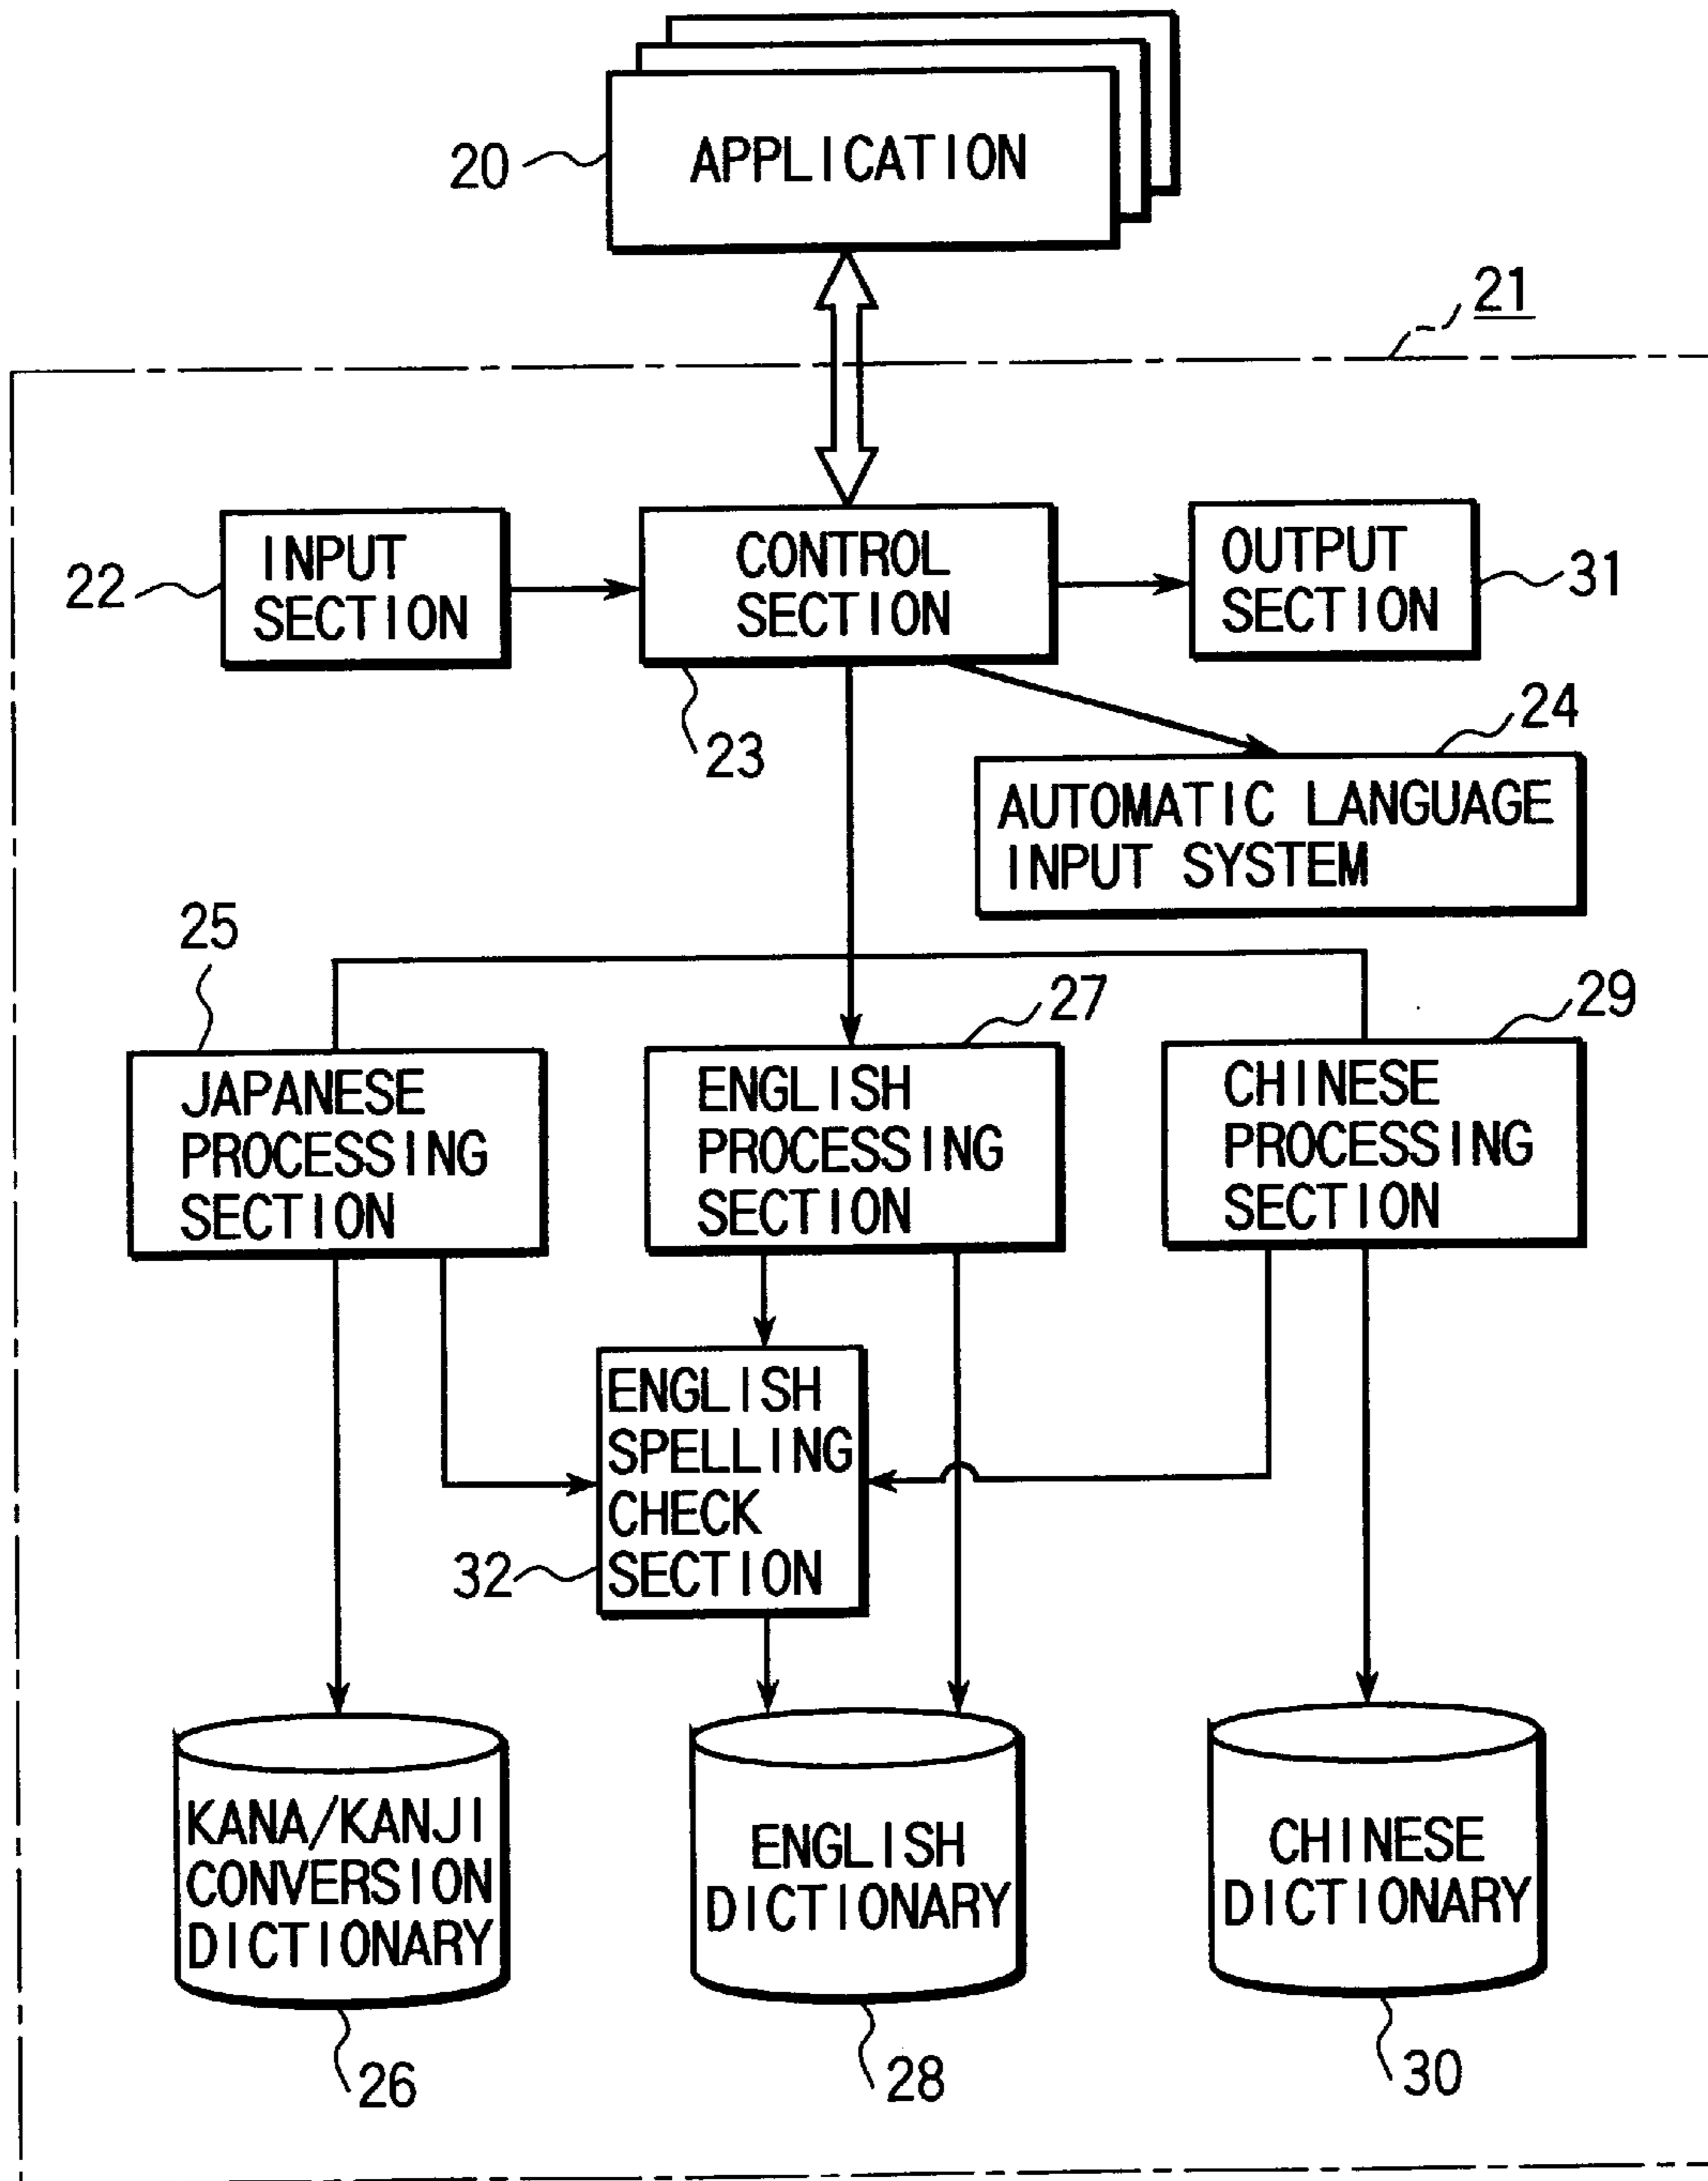 APPLICATION
20
21
INPUT
SECTION
22
CONTROL
SECTION
23
OUTPUT
SECTION
31
24
AUTOMATIC LANGUAGE
INPUT SYSTEM
25
JAPANESE
PROCESSING
SECTION
27
ENGLISH
PROCESSING
SECTION
29
CHINESE
PROCESSING
SECTION
ENGLISH
SPELLING
CHECK
SECTION
32
KANA/KANJI
CONVERSION
DICTIONARY
26
ENGLISH
DICTIONARY
28
CHINESE
DICTIONARY
30